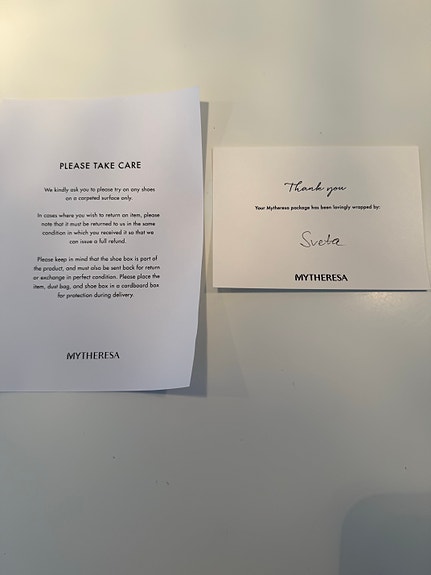 PLEASE TAKE CARE
We kindly ask you to please try on any shoes
on a carpeted surface only.
In cases where you wish to return an item, please
note that it must be returned to us in the same
condition in which you received it so that we
can issue a full refund.
Please keep in mind that the shoe box is part of
the product, and must also be sent back for return
or exchange in perfect condition. Please place the
item, dust bag, and shoe box in a cardboard box
for protection during delivery.
MYTHERESA
Thank you
Your Mytheresa package has been lovingly wrapped by:
Sveta
MYTHERESA